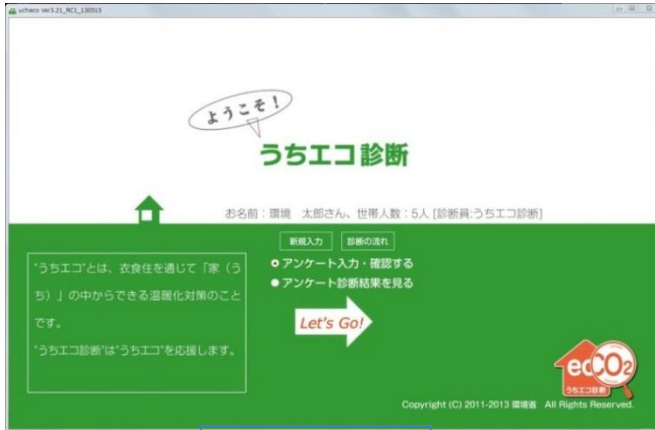 uchieco Ver3.21_RC1_130515
ようこそ!
うちエコ診断
お名前:環境 太郎さん、世帯人数:5人 [診断員:うちエコ診断]
新規入力 診断の流れ
アンケート入力・確認する
アンケート診断結果を見る
Let's Go!
"うちエコ"とは、衣食住を通じて「家(う
ち)」の中からできる温暖化対策のこと
です。
"うちエコ診断"は"うちエコ"を応援します。
ecCO2
うちエコ診断
Copyright (C) 2011-2013 環境省 All Rights Reserved.